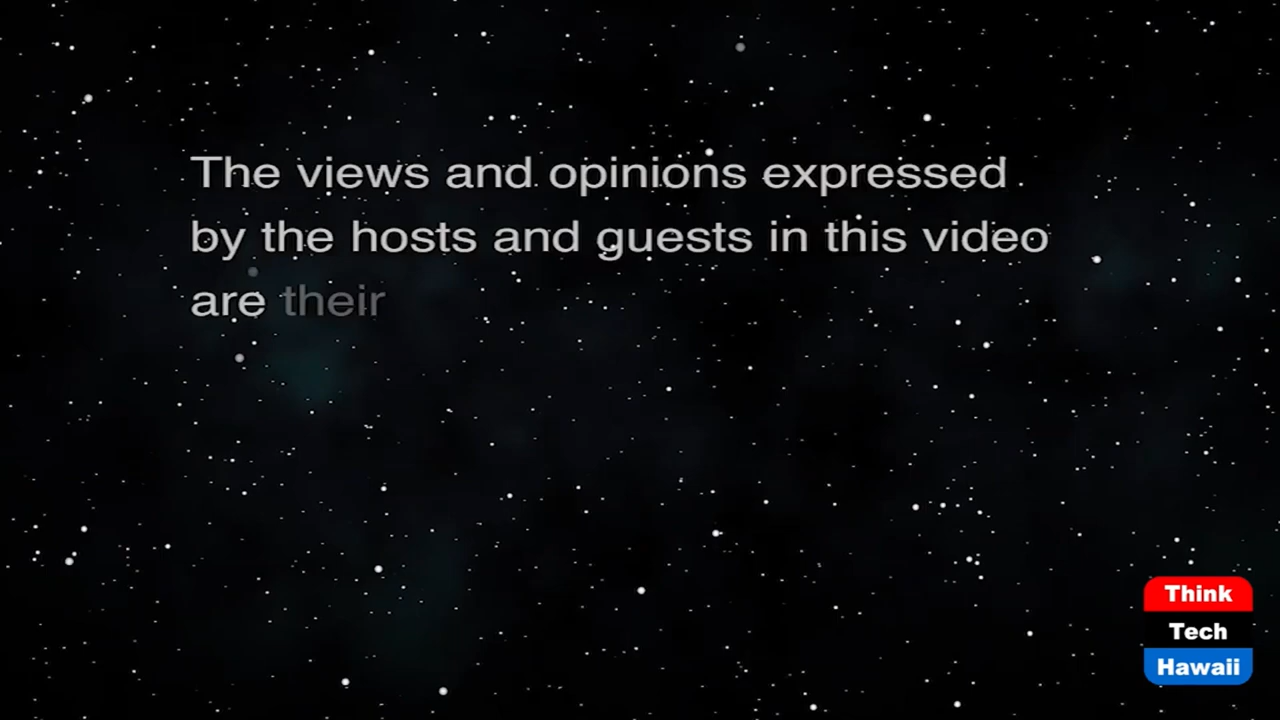 The views and opinions expressed
by the hosts and guests in this video
are their
Think
Tech
Hawaii